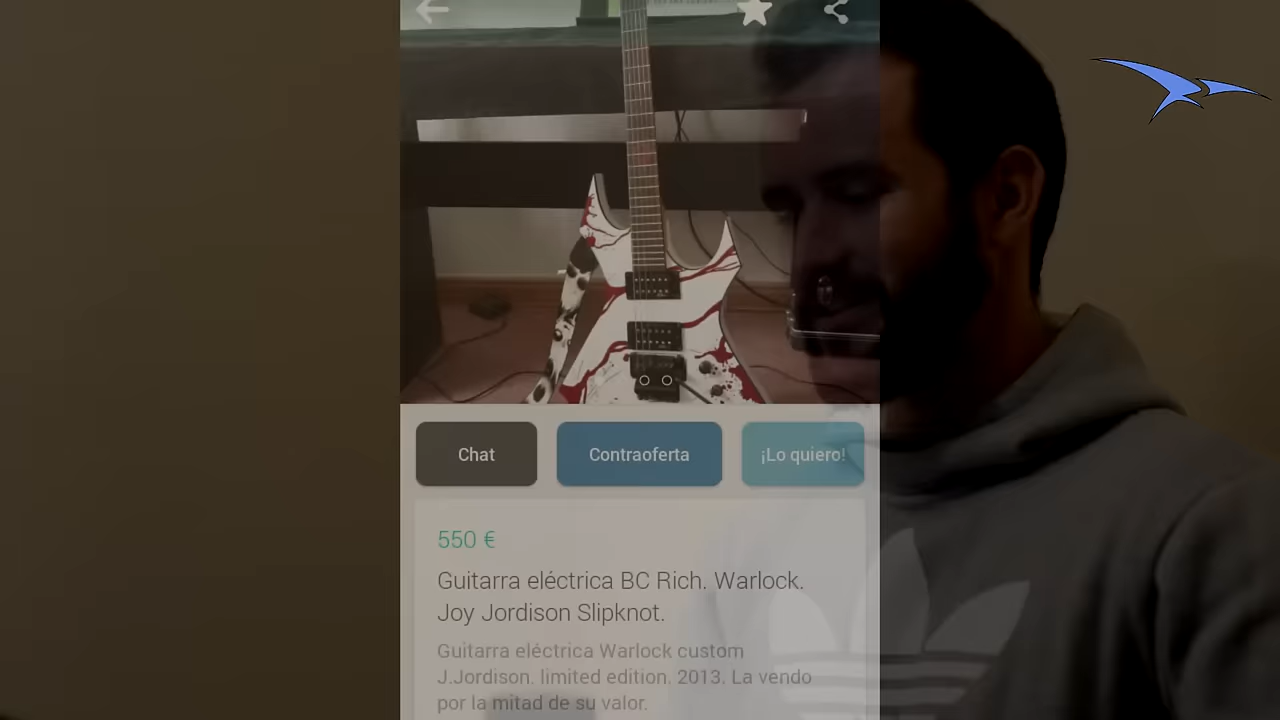 Chat
Contraoferta
¡Lo quiero!
550 €
Guitarra eléctrica BC Rich. Warlock.
Joy Jordison Slipknot.
Guitarra eléctrica Warlock custom
J.Jordison. limited edition. 2013. La vendo
por la mitad de su valor.